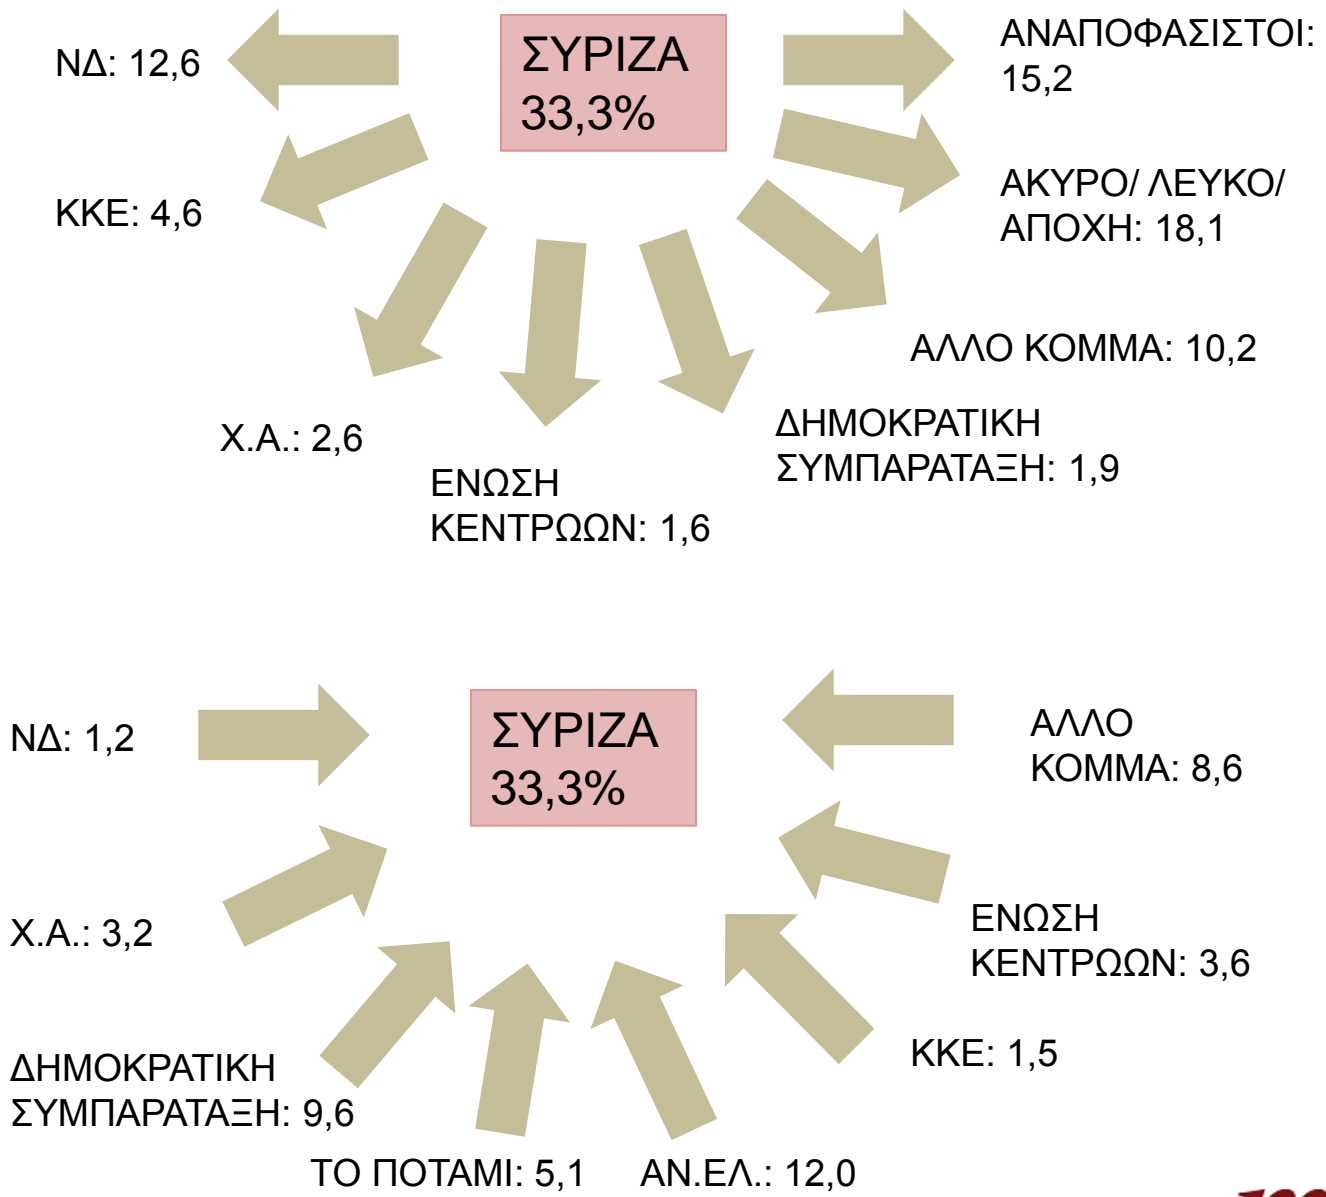 ΝΔ: 12,6
ΣΥΡΙΖΑ
33,3%
ΑΝΑΠΟΦΑΣΙΣΤΟΙ:
15,2
ΚΚΕ: 4,6
ΑΚΥΡΟ/ ΛΕΥΚΟ/
ΑΠΟΧΗ: 18,1
ΑΛΛΟ ΚΟΜΜΑ: 10,2
Χ.Α.: 2,6
ΕΝΩΣΗ
ΚΕΝΤΡΩΩΝ: 1,6
ΔΗΜΟΚΡΑΤΙΚΗ
ΣΥΜΠΑΡΑΤΑΞΗ: 1,9
ΝΔ: 1,2
ΣΥΡΙΖΑ
33,3%
ΑΛΛΟ
ΚΟΜΜΑ: 8,6
Χ.Α.: 3,2
ΕΝΩΣΗ
ΚΕΝΤΡΩΩΝ: 3,6
ΔΗΜΟΚΡΑΤΙΚΗ
ΣΥΜΠΑΡΑΤΑΞΗ: 9,6
ΚΚΕ: 1,5
ΤΟ ΠΟΤΑΜΙ: 5,1
ΑΝ.ΕΛ.: 12,0